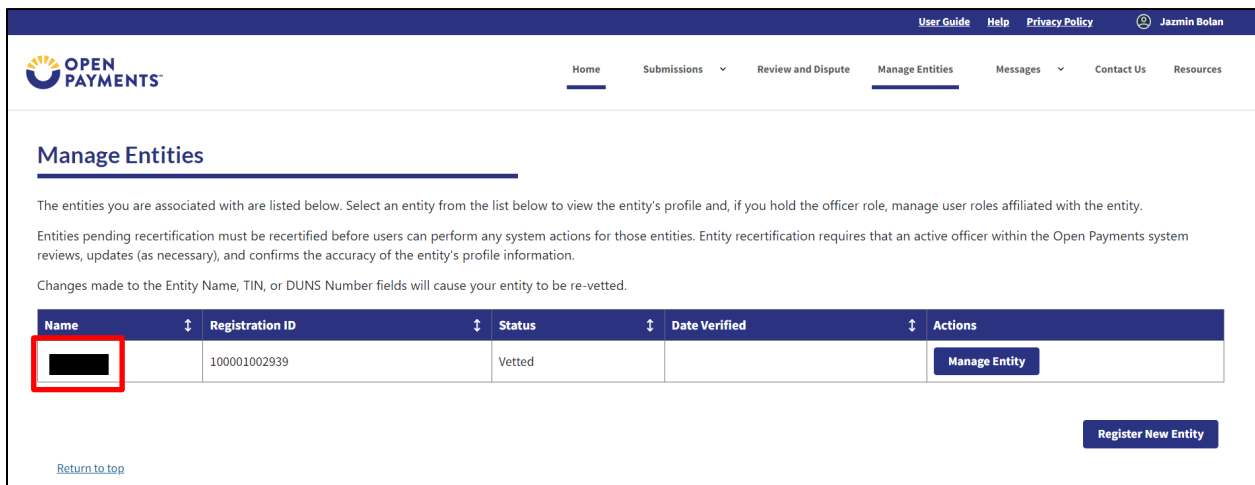 User Guide Help Privacy Policy Jazmin Bolan
OPEN PAYMENTS™
Home Submissions Review and Dispute Manage Entities Messages Contact Us Resources
Manage Entities
The entities you are associated with are listed below. Select an entity from the list below to view the entity's profile and, if you hold the officer role, manage user roles affiliated with the entity.
Entities pending recertification must be recertified before users can perform any system actions for those entities. Entity recertification requires that an active officer within the Open Payments system
reviews, updates (as necessary), and confirms the accuracy of the entity's profile information.
Changes made to the Entity Name, TIN, or DUNS Number fields will cause your entity to be re-vetted.
Name Registration ID Status Date Verified Actions
100001002939 Vetted Manage Entity
Register New Entity
Return to top